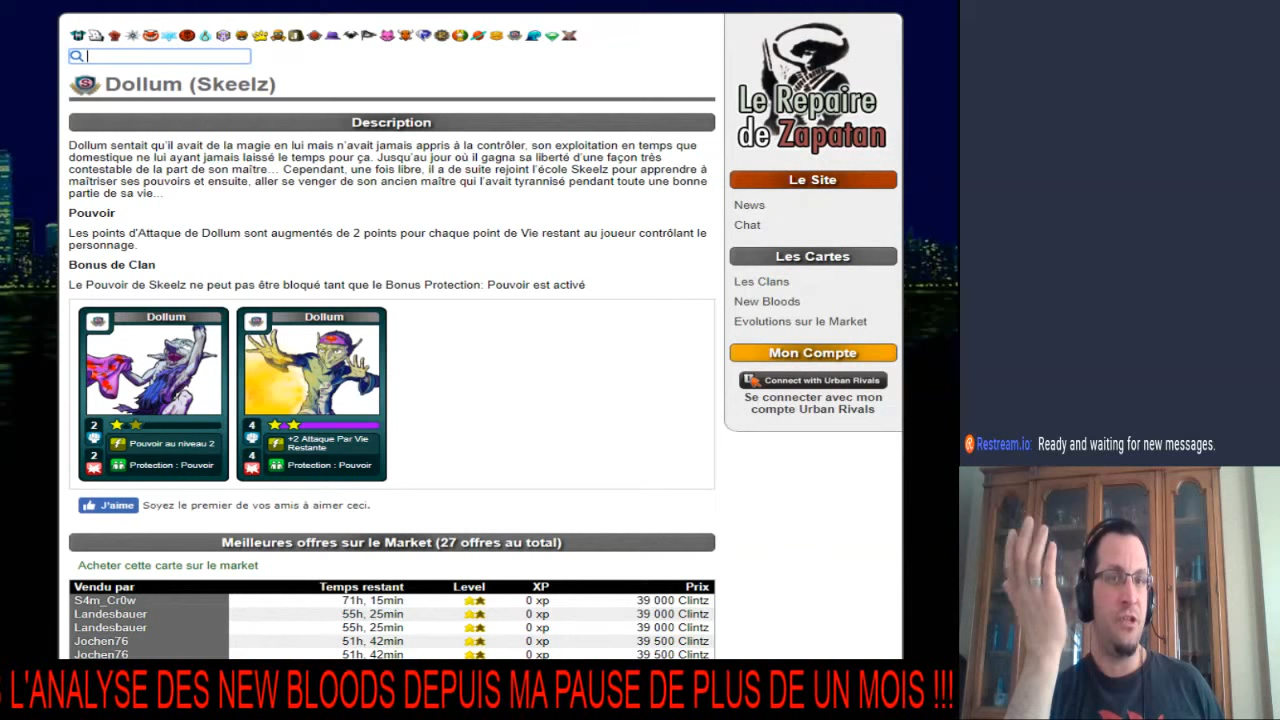 Dollum (Skeelz)
Description
Dollum sentait qu'il avait de la magie en lui mais n'avait jamais appris à la contrôler, son exploitation en temps que
domestique ne lui ayant jamais laissé le temps pour ça. Jusqu'au jour où il gagna sa liberté d'une façon très
contestable de la part de son maître... Cependant, une fois libre, il a de suite rejoint l'école Skeelz pour apprendre à
maîtriser ses pouvoirs et ensuite, aller se venger de son ancien maître qui l'avait tyrannisé pendant toute une bonne
partie de sa vie...
Pouvoir
Les points d'Attaque de Dollum sont augmentés de 2 points pour chaque point de Vie restant au joueur contrôlant le
personnage.
Bonus de Clan
Le Pouvoir de Skeelz ne peut pas être bloqué tant que le Bonus Protection: Pouvoir est activé
Dollum
2
Pouvoir au niveau 2
2
Protection : Pouvoir
Dollum
4
+2 Attaque Par Vie
Restante
4
Protection : Pouvoir
J'aime
Soyez le premier de vos amis à aimer ceci.
Meilleures offres sur le Market (27 offres au total)
Acheter cette carte sur le market
Vendu par Temps restant Level XP Prix
S4m_Cr0w 71h, 15min 0 xp 39 000 Clintz
Landesbauer 55h, 25min 0 xp 39 000 Clintz
Landesbauer 55h, 25min 0 xp 39 000 Clintz
Jochen76 51h, 42min 0 xp 39 500 Clintz
Jochen76 51h, 42min 0 xp 39 500 Clintz
Le Repaire
de Zapatan
Le Site
News
Chat
Les Cartes
Les Clans
New Bloods
Evolutions sur le Market
Mon Compte
Connect with Urban Rivals
Se connecter avec mon
compte Urban Rivals
Restream.io: Ready and waiting for new messages.
S L'ANALYSE DES NEW BLOODS DEPUIS MA PAUSE DE PLUS DE UN MOIS !!!